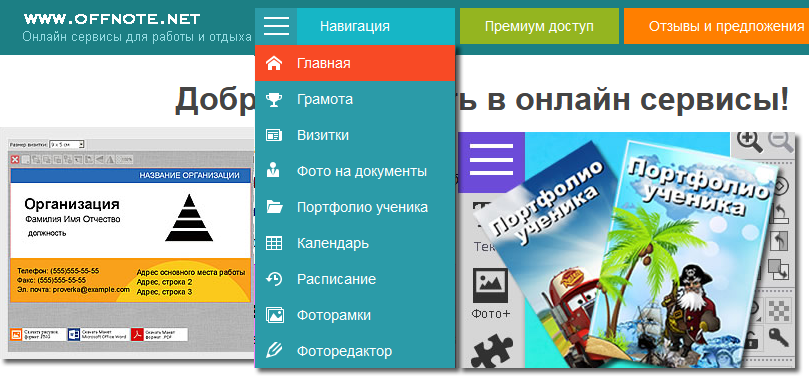 WWW.OFFNOTE.NET
Онлайн сервисы для работы и отдыха
Навигация
Премиум доступ
Отзывы и предложения
Добр ть в онлайн сервисы!
Главная
Грамота
Визитки
Фото на документы
Портфолио ученика
Календарь
Расписание
Фоторамки
Фоторедактор
Размер визитки: 9 x 5 см
100%
НАЗВАНИЕ ОРГАНИЗАЦИИ
Организация
Фамилия Имя Отчество
должность
Телефон: (555)555-55-55
Факс: (555)555-55-55
Эл. почта: proverka@example.com
Адрес основного места работы
Адрес, строка 2
Адрес, строка 3
Скачать рисунок
формат .PNG
Скачать Макет
Microsoft Office Word
Скачать Макет
формат .PDF
Тек
Фото+
Портфолио
ученика
Портфолио
ученика